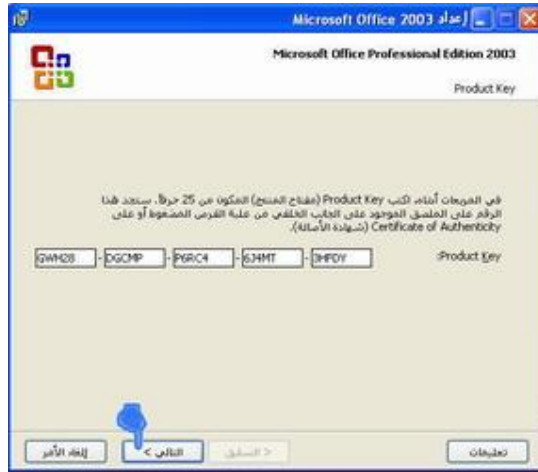 إعداد Microsoft Office 2003
Microsoft Office Professional Edition 2003
Product Key
في المربعات أدناه، اكتب Product Key (مفتاح المنتج) المكون من 25 حرفاً. ستجد هذا
الرقم على الملصق الموجود على الجانب الخلفي من علبة القرص المضغوط أو على
Certificate of Authenticity (شهادة الأصالة).
Product Key:
GWH28 - DGCMP - P6RC4 - 6J4MT - 3HFDY
تعليمات
< السابق
التالي >
إلغاء الأمر